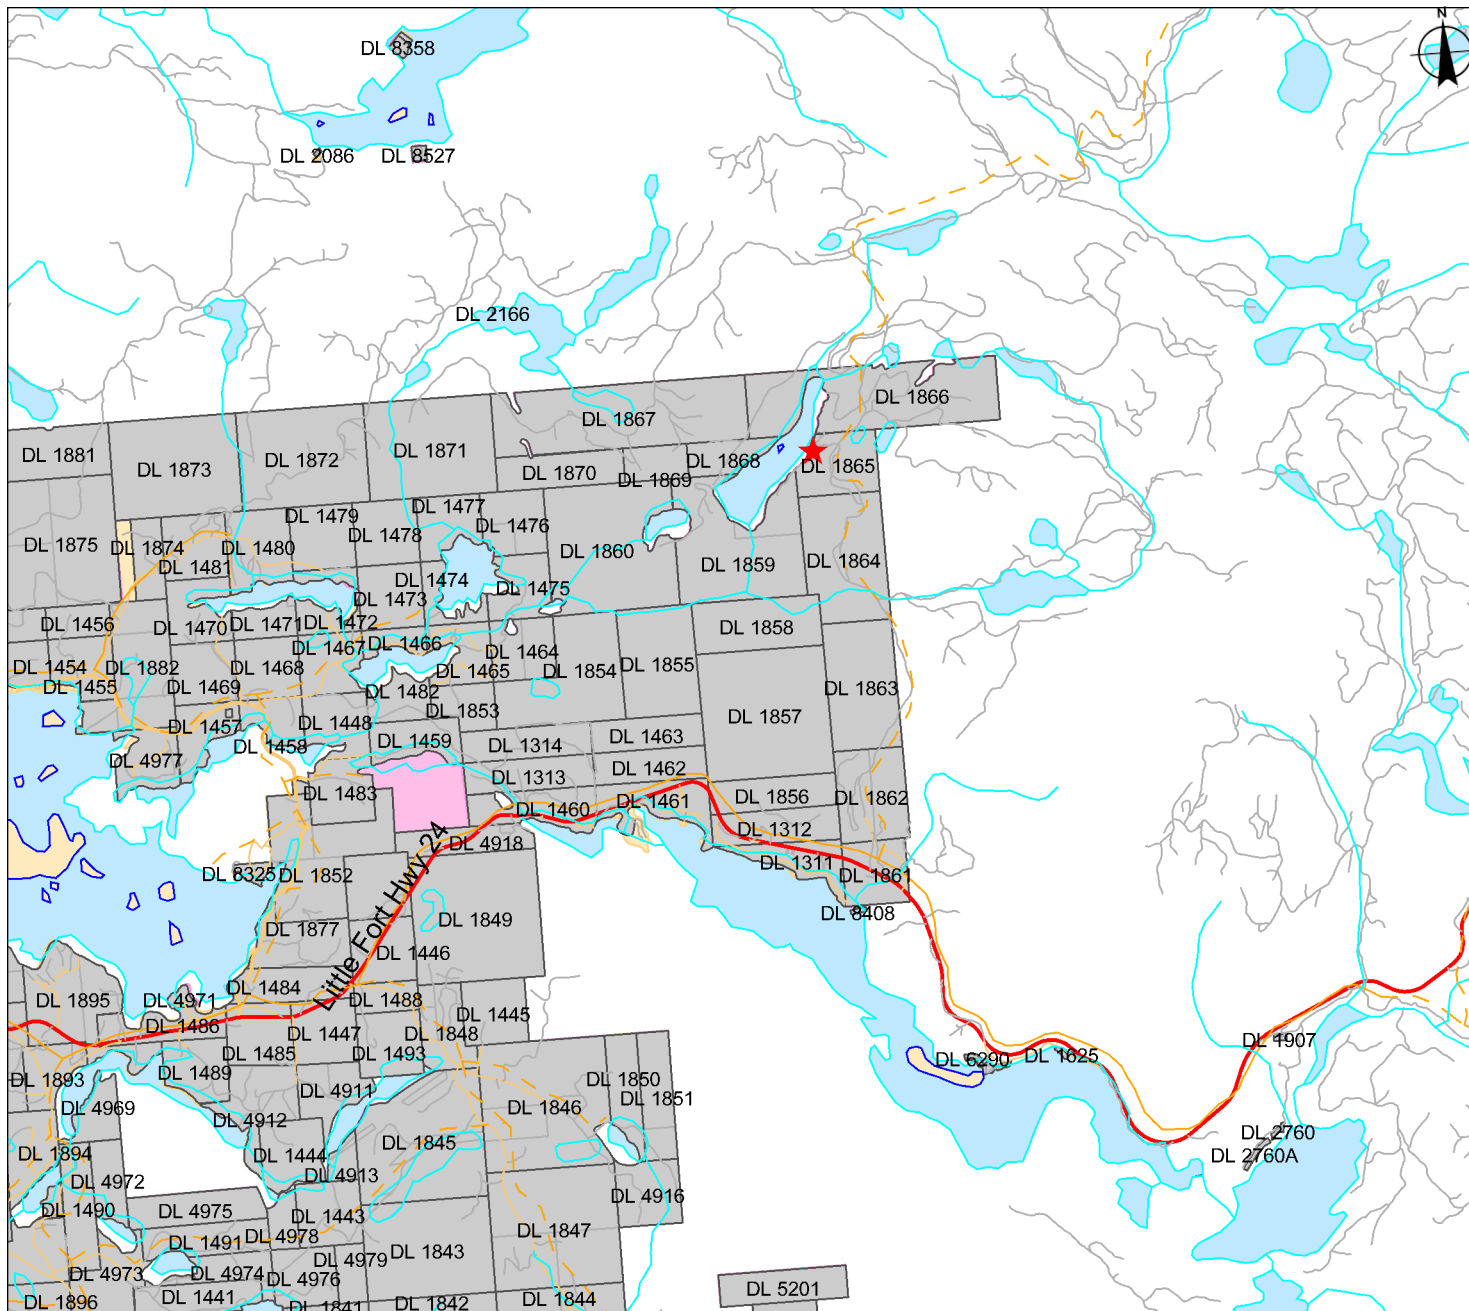 N
DL 8358
DL 2086
DL 8527
DL 2166
DL 1866
DL 1867
DL 1881
DL 1873
DL 1872
DL 1871
DL 1870
DL 1869
DL 1868
DL 1865
DL 1479
DL 1477
DL 1476
DL 1478
DL 1875
DL 1874
DL 1480
DL 1481
DL 1860
DL 1859
DL 1864
DL 1474
DL 1475
DL 1473
DL 1456
DL 1470
DL 1471
DL 1472
DL 1858
DL 1467
DL 1466
DL 1464
DL 1454
DL 1882
DL 1468
DL 1465
DL 1854
DL 1855
DL 1455
DL 1469
DL 1482
DL 1863
DL 1853
DL 1457
DL 1448
DL 1857
DL 1458
DL 1459
DL 1314
DL 1463
DL 4977
DL 1313
DL 1462
DL 1483
DL 1460
DL 1461
DL 1856
DL 1862
DL 1312
DL 4918
DL 1311
DL 8325
DL 1852
DL 1861
Little Fort Hwy 24
DL 8408
DL 1849
DL 1877
DL 1446
DL 1484
DL 1895
DL 4971
DL 1488
DL 1445
DL 1486
DL 1447
DL 1848
DL 1907
DL 1485
DL 1493
DL 6290
DL 1625
DL 1893
DL 1489
DL 4911
DL 1850
DL 1851
DL 4969
DL 1846
DL 4912
DL 2760
DL 1845
DL 1894
DL 1444
DL 2760A
DL 4913
DL 4972
DL 4916
DL 1490
DL 4975
DL 1443
DL 1847
DL 1491
DL 4978
DL 1843
DL 4979
DL 4973
DL 4974
DL 4976
DL 5201
DL 1896
DL 1441
DL 1841
DL 1842
DL 1844